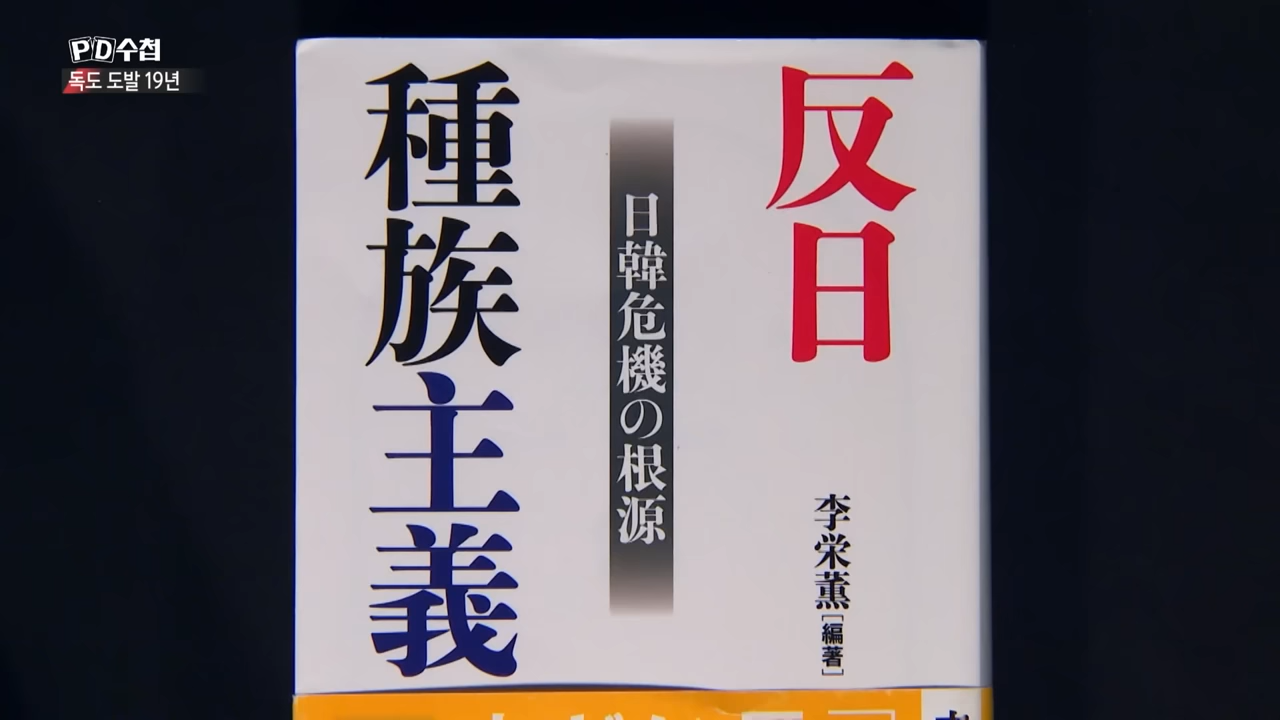 PD수첩
독도 도발 19년
反日
種族主義
日韓危機の根源
李栄薫[編著]